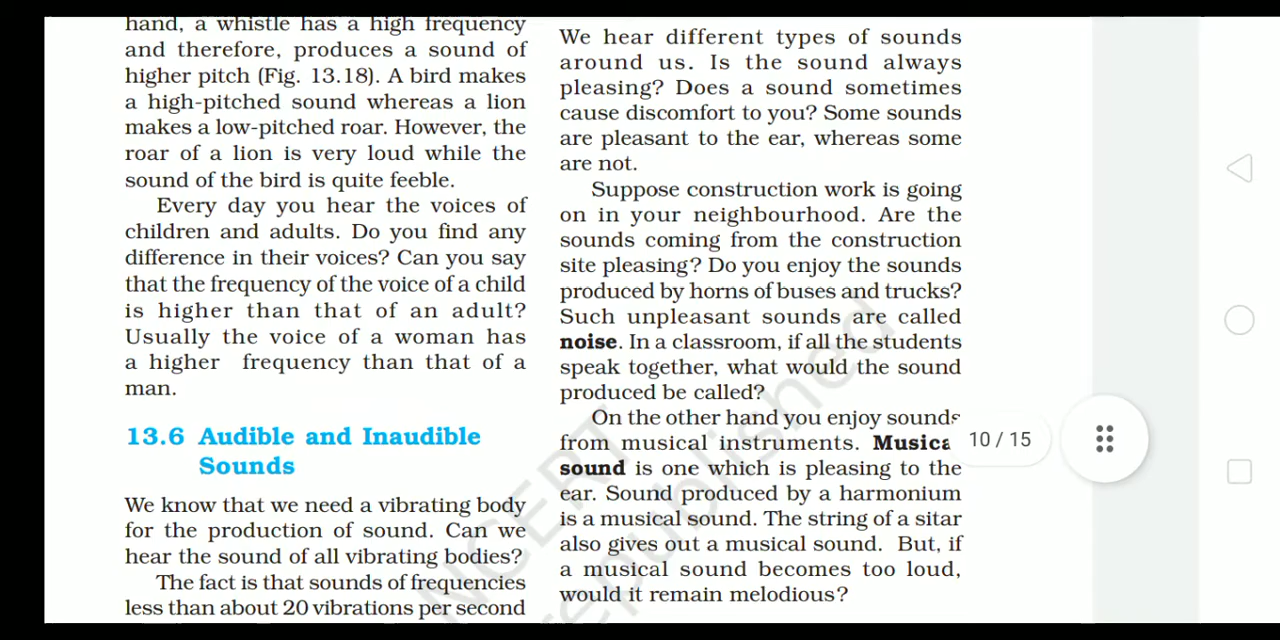 hand, a whistle has a high frequency
and therefore, produces a sound of
higher pitch (Fig. 13.18). A bird makes
a high-pitched sound whereas a lion
makes a low-pitched roar. However, the
roar of a lion is very loud while the
sound of the bird is quite feeble.
Every day you hear the voices of
children and adults. Do you find any
difference in their voices? Can you say
that the frequency of the voice of a child
is higher than that of an adult?
Usually the voice of a woman has
a higher frequency than that of a
man.
13.6 Audible and Inaudible
Sounds
We know that we need a vibrating body
for the production of sound. Can we
hear the sound of all vibrating bodies?
The fact is that sounds of frequencies
less than about 20 vibrations per second
We hear different types of sounds
around us. Is the sound always
pleasing? Does a sound sometimes
cause discomfort to you? Some sounds
are pleasant to the ear, whereas some
are not.
Suppose construction work is going
on in your neighbourhood. Are the
sounds coming from the construction
site pleasing? Do you enjoy the sounds
produced by horns of buses and trucks?
Such unpleasant sounds are called
noise. In a classroom, if all the students
speak together, what would the sound
produced be called?
On the other hand you enjoy sounds
from musical instruments. Musica
sound is one which is pleasing to the
ear. Sound produced by a harmonium
is a musical sound. The string of a sitar
also gives out a musical sound. But, if
a musical sound becomes too loud,
would it remain melodious?
10 / 15
NCERT
republished